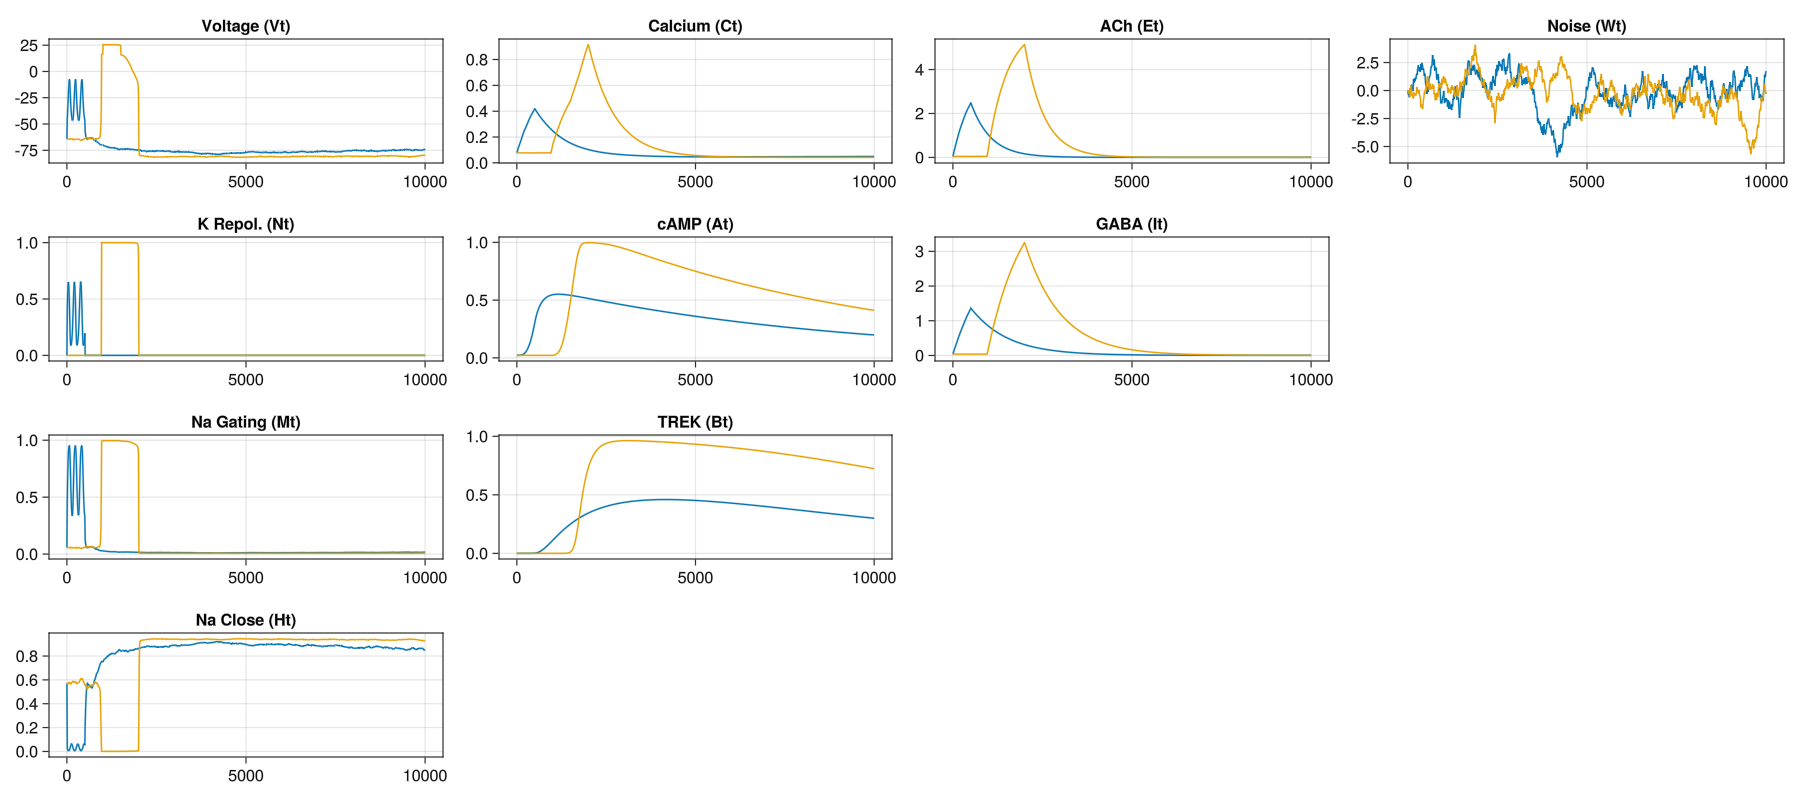 Voltage (Vt)
25
0
-25
-50
-75
0 5000 10000
Calcium (Ct)
0.8
0.6
0.4
0.2
0.0
0 5000 10000
ACh (Et)
4
2
0
0 5000 10000
Noise (Wt)
2.5
0.0
-2.5
-5.0
0 5000 10000
K Repol. (Nt)
1.0
0.5
0.0
0 5000 10000
cAMP (At)
1.0
0.5
0.0
0 5000 10000
GABA (It)
3
2
1
0
0 5000 10000
Na Gating (Mt)
1.0
0.5
0.0
0 5000 10000
TREK (Bt)
1.0
0.5
0.0
0 5000 10000
Na Close (Ht)
0.8
0.6
0.4
0.2
0.0
0 5000 10000